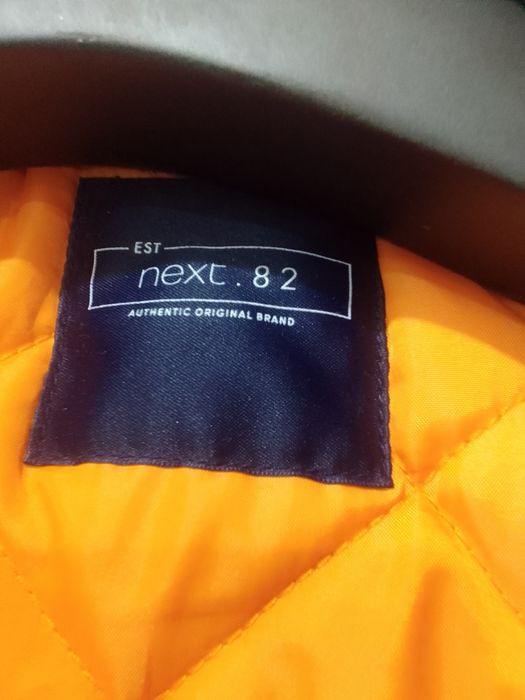 EST
next.82
AUTHENTIC ORIGINAL BRAND